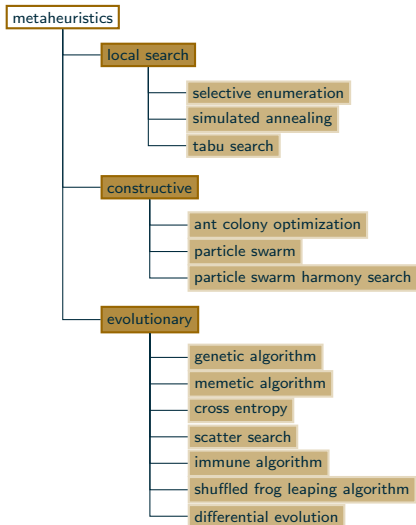 metaheuristics
local search
selective enumeration
simulated annealing
tabu search
constructive
ant colony optimization
particle swarm
particle swarm harmony search
evolutionary
genetic algorithm
memetic algorithm
cross entropy
scatter search
immune algorithm
shuffled frog leaping algorithm
differential evolution